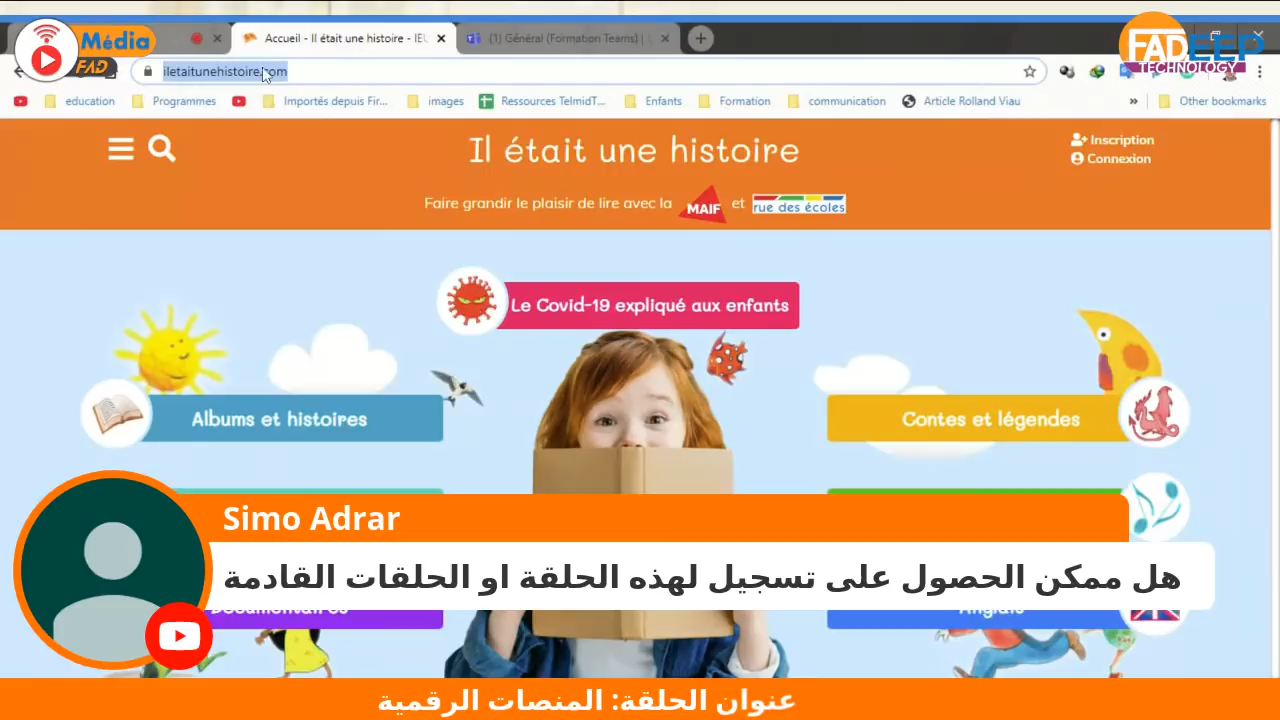 Média
FAD
Accueil - Il était une histoire - IEU
(1) Général (Formation Teams) |
FADEEP
TECHNOLOGY
iletaitunehistoire.com
education
Programmes
Importés depuis Fir...
images
Ressources TelmidT...
Enfants
Formation
communication
Article Rolland Viau
»
Other bookmarks
Il était une histoire
Inscription
Connexion
Faire grandir le plaisir de lire avec la MAIF et rue des écoles
Le Covid-19 expliqué aux enfants
Albums et histoires
Contes et légendes
Simo Adrar
هل ممكن الحصول على تسجيل لهذه الحلقة او الحلقات القادمة
Documentaires
Anglais
عنوان الحلقة: المنصات الرقمية